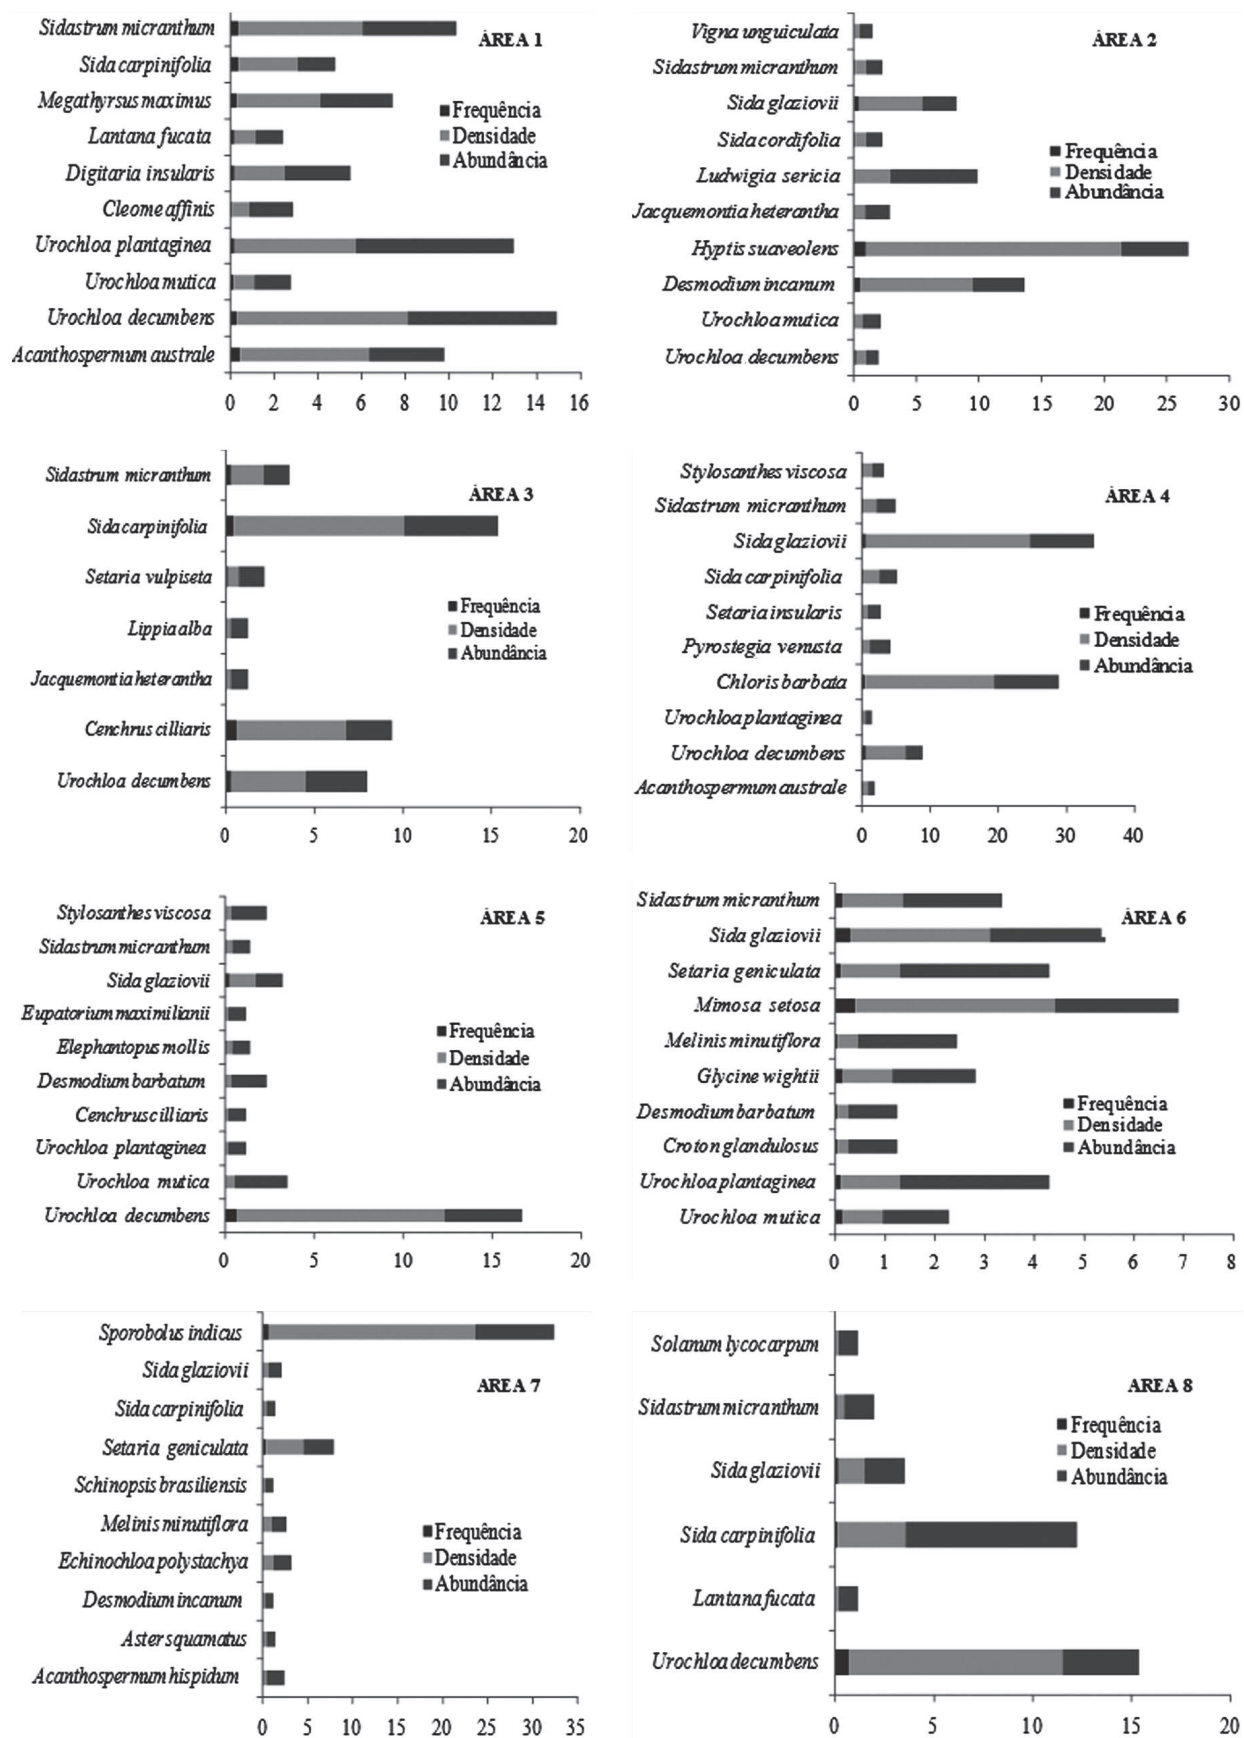 Sidastrum micranthum
ÁREA 1
Sida carpinifolia
Megathyrsus maximus
Frequência
Lantana fucata
Densidade
Abundância
Digitaria insularis
Cleome affinis
Urochloa plantaginea
Urochloa mutica
Urochloa decumbens
Acanthospermum australe
0 2 4 6 8 10 12 14 16
Vigna unguiculata
ÁREA 2
Sidastrum micranthum
Sida glaziovii
Sida cordifolia
Frequência
Densidade
Ludwigia sericia
Abundância
Jacquemontia heterantha
Hyptis suaveolens
Desmodium incanum
Urochloa mutica
Urochloa decumbens
0 5 10 15 20 25 30
Sidastrum micranthum
ÁREA 3
Sida carpinifolia
Setaria vulpiseta
Frequência
Lippia alba
Densidade
Abundância
Jacquemontia heterantha
Cenchrus cilliaris
Urochloa decumbens
0 5 10 15 20
Stylosanthes viscosa
ÁREA 4
Sidastrum micranthum
Sida glaziovii
Sida carpinifolia
Setaria insularis
Frequência
Pyrostegia venusta
Densidade
Abundância
Chloris barbata
Urochloa plantaginea
Urochloa decumbens
Acanthospermum australe
0 10 20 30 40
Stylosanthes viscosa
ÁREA 5
Sidastrum micranthum
Sida glaziovii
Eupatorium maximilianii
Frequência
Elephantopus mollis
Densidade
Desmodium barbatum
Abundância
Cenchrus cilliaris
Urochloa plantaginea
Urochloa mutica
Urochloa decumbens
0 5 10 15 20
Sidastrum micranthum
ÁREA 6
Sida glaziovii
Setaria geniculata
Mimosa setosa
Melinis minutiflora
Glycine wightii
Frequência
Desmodium barbatum
Densidade
Croton glandulosus
Abundância
Urochloa plantaginea
Urochloa mutica
0 1 2 3 4 5 6 7 8
Sporobolus indicus
Sida glaziovii
AREA 7
Sida carpinifolia
Setaria geniculata
Schinopsis brasiliensis
Melinis minutiflora
Frequência
Echinochloa polystachya
Densidade
Abundância
Desmodium incanum
Aster squamatus
Acanthospermum hispidum
0 5 10 15 20 25 30 35
Solanum lycocarpum
AREA 8
Sidastrum micranthum
Frequência
Densidade
Sida glaziovii
Abundância
Sida carpinifolia
Lantana fucata
Urochloa decumbens
0 5 10 15 20